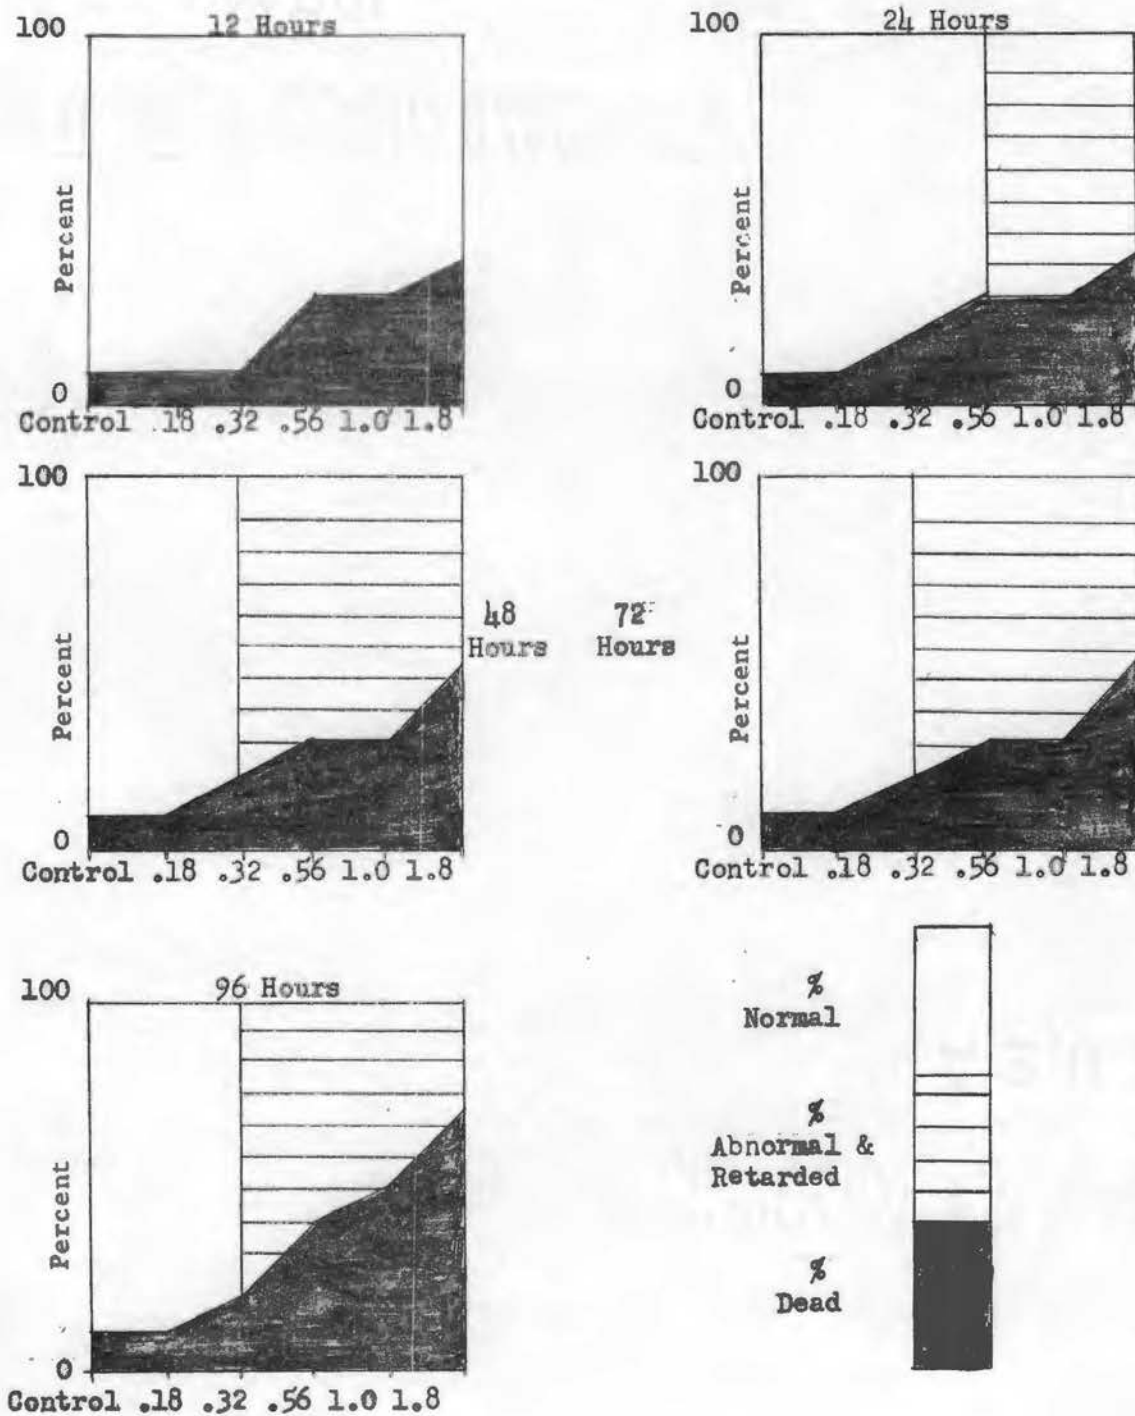 12 Hours
100
Percent
0
Control .18 .32 .56 1.0 1.8
24 Hours
100
Percent
0
Control .18 .32 .56 1.0 1.8
100
Percent
0
Control .18 .32 .56 1.0 1.8
48
Hours
72
Hours
100
Percent
0
Control .18 .32 .56 1.0 1.8
96 Hours
100
Percent
0
Control .18 .32 .56 1.0 1.8
%
Normal
%
Abnormal &
Retarded
%
Dead